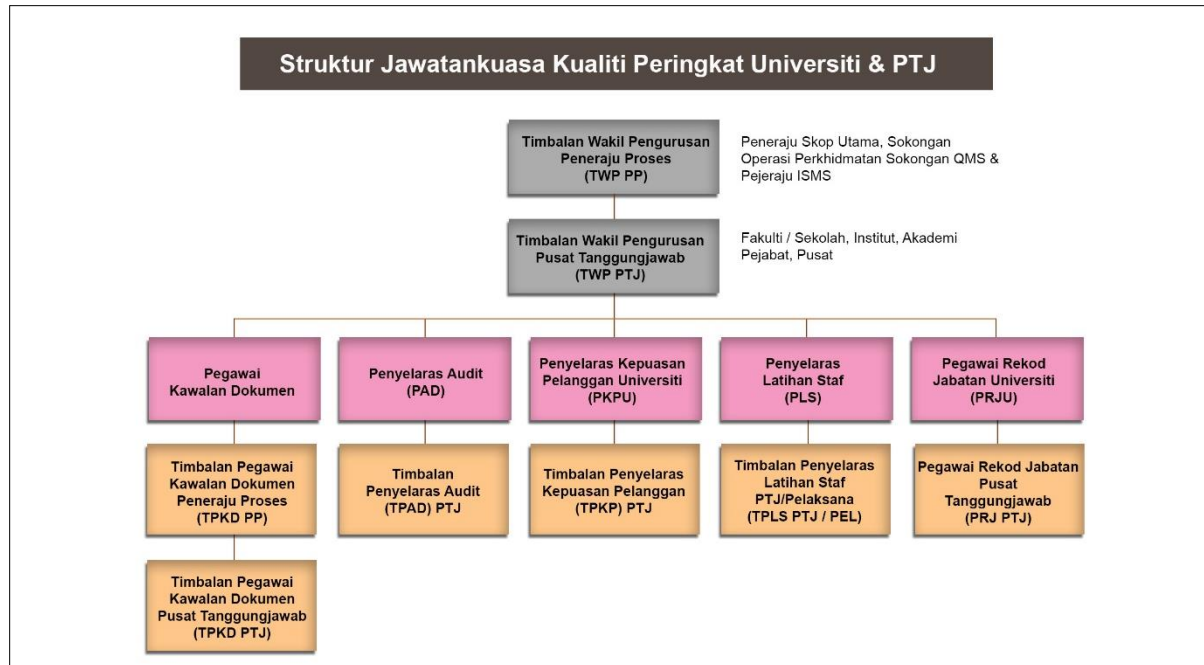 Struktur Jawatankuasa Kualiti Peringkat Universiti & PTJ
Timbalan Wakil Pengurusan
Peneraju Proses
(TWP PP)
Peneraju Skop Utama, Sokongan
Operasi Perkhidmatan Sokongan QMS &
Pejeraju ISMS
Timbalan Wakil Pengurusan
Pusat Tanggungjawab
(TWP PTJ)
Fakulti / Sekolah, Institut, Akademi
Pejabat, Pusat
Pegawai
Kawalan Dokumen
Penyelaras Audit
(PAD)
Penyelaras Kepuasan
Pelanggan Universiti
(PKPU)
Penyelaras
Latihan Staf
(PLS)
Pegawai Rekod
Jabatan Universiti
(PRJU)
Timbalan Pegawai
Kawalan Dokumen
Peneraju Proses
(TPKD PP)
Timbalan
Penyelaras Audit
(TPAD) PTJ
Timbalan Penyelaras
Kepuasan Pelanggan
(TPKP) PTJ
Timbalan Penyelaras
Latihan Staf
PTJ/Pelaksana
(TPLS PTJ / PEL)
Pegawai Rekod Jabatan
Pusat
Tanggungjawab
(PRJ PTJ)
Timbalan Pegawai
Kawalan Dokumen
Pusat Tanggungjawab
(TPKD PTJ)